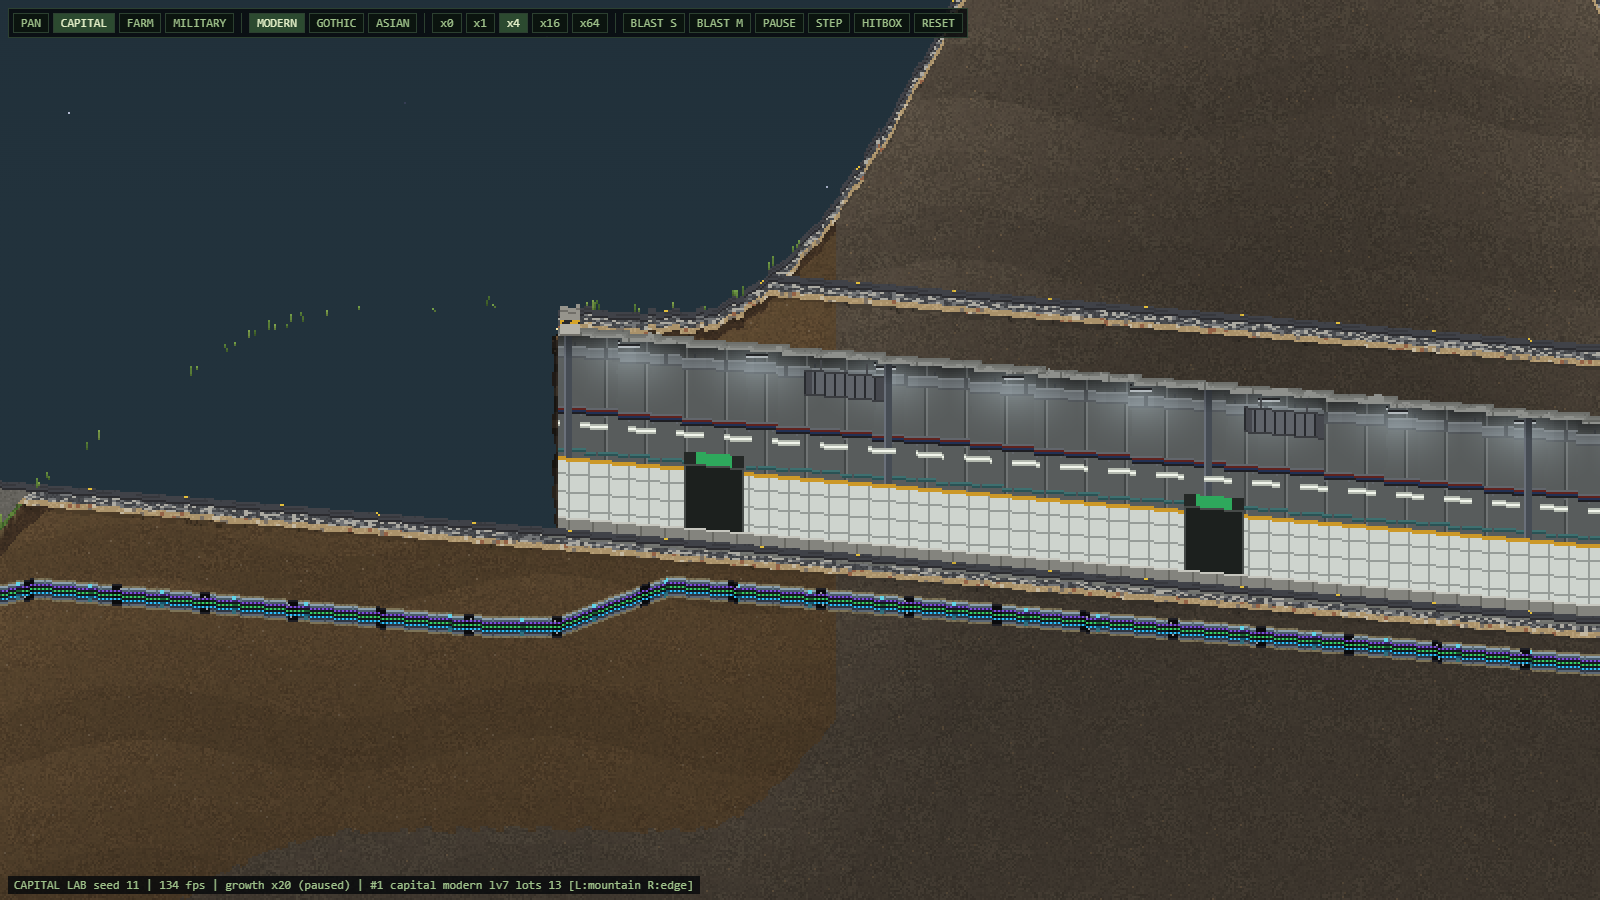 PAN CAPITAL FARM MILITARY MODERN GOTHIC ASIAN x0 x1 x4 x16 x64 BLAST S BLAST M PAUSE STEP HITBOX RESET
CAPITAL LAB seed 11 | 134 fps | growth x20 (paused) | #1 capital modern lv7 lots 13 [L:mountain R:edge]